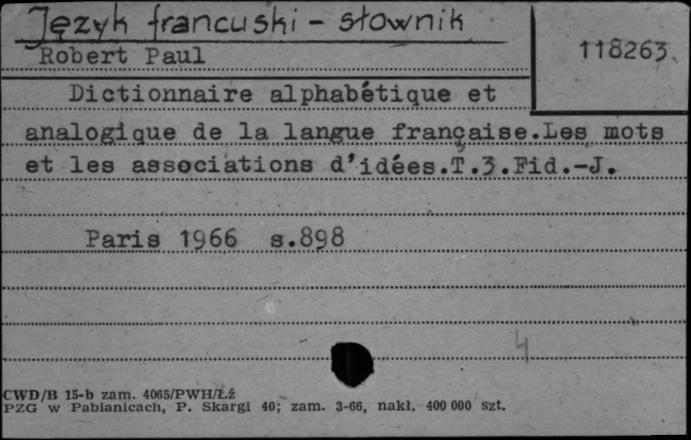 Język francuski - słownik
118263
Robert Paul
Dictionnaire alphabétique et
analogique de la langue française.Les mots
et les associations d'idées.T.3.Fid.-J.
Paris 1966 s.898
4
CWD/B 15-b zam. 4065/PWH/Łź
PZG w Pabianicach, P. Skargi 40; zam. 3-66, nakł. 400 000 szt.